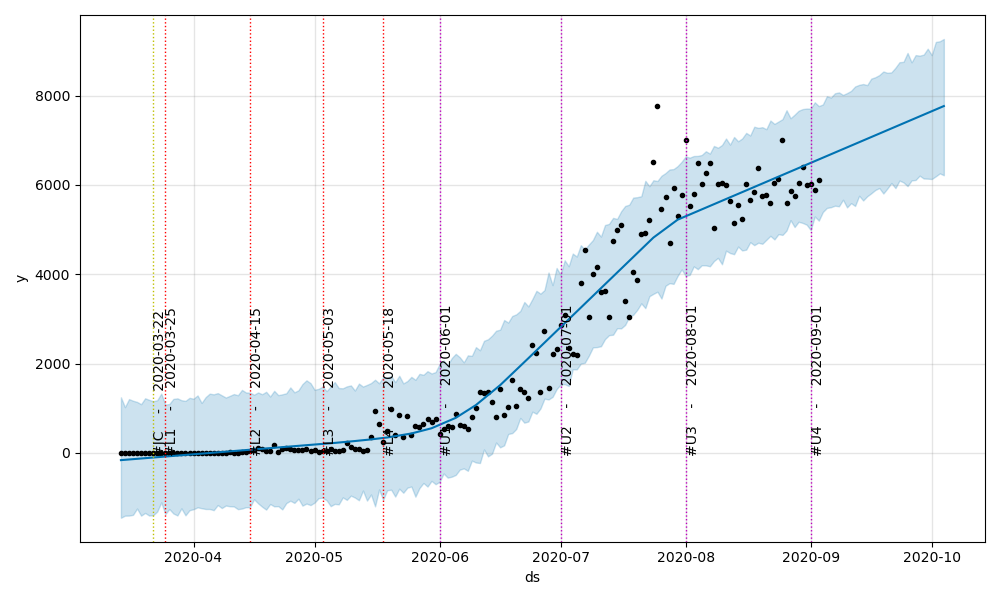 8000
6000
4000
2000
0
y
#JC - 2020-03-22
#L1 - 2020-03-25
#L2 - 2020-04-15
#L3 - 2020-05-03
#L4 - 2020-05-18
#U1 - 2020-06-01
#U2 - 2020-07-01
#U3 - 2020-08-01
#U4 - 2020-09-01
2020-04
2020-05
2020-06
2020-07
2020-08
2020-09
2020-10
ds